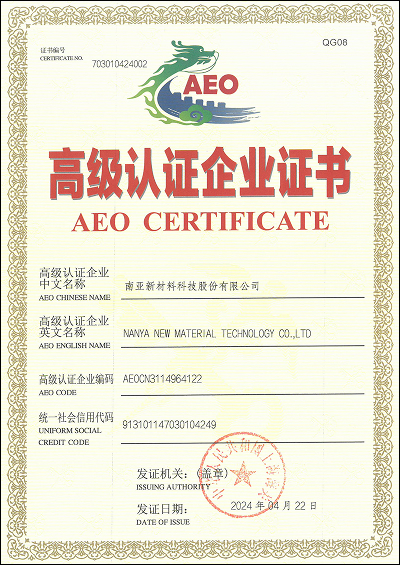 QG08
证书编号
CERTIFICATE NO. 703010424002
AEO
高级认证企业证书
AEO CERTIFICATE
高级认证企业
中文名称 南亚新材料科技股份有限公司
AEO CHINESE NAME
高级认证企业
英文名称 NANYA NEW MATERIAL TECHNOLOGY CO.,LTD
AEO ENGLISH NAME
高级认证企业编码 AEOCN3114964122
AEO CODE
统一社会信用代码 913101147030104249
UNIFORM SOCIAL
CREDIT CODE
发证机关：(盖章)
ISSUING AUTHORITY
发证日期： 2024 年 04 月 22 日
DATE OF ISSUE